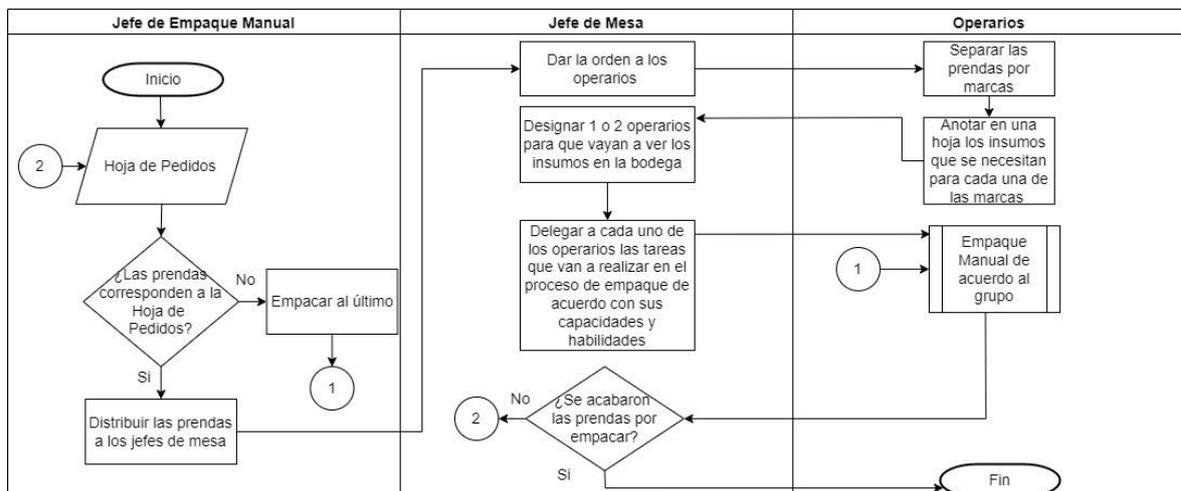 Jefe de Empaque Manual
Jefe de Mesa
Operarios
Inicio
2
Hoja de Pedidos
¿Las prendas
corresponden a la
Hoja de
Pedidos?
No
Empacar al último
1
Si
Distribuir las prendas
a los jefes de mesa
Dar la orden a los
operarios
Separar las
prendas por
marcas
Anotar en una
hoja los insumos
que se necesitan
para cada una de
las marcas
Designar 1 o 2 operarios
para que vayan a ver los
insumos en la bodega
Delegar a cada uno de
los operarios las tareas
que van a realizar en el
proceso de empaque de
acuerdo con sus
capacidades y
habilidades
1
Empaque
Manual de
acuerdo al
grupo
¿Se acabaron
las prendas por
empacar?
No
2
Si
Fin